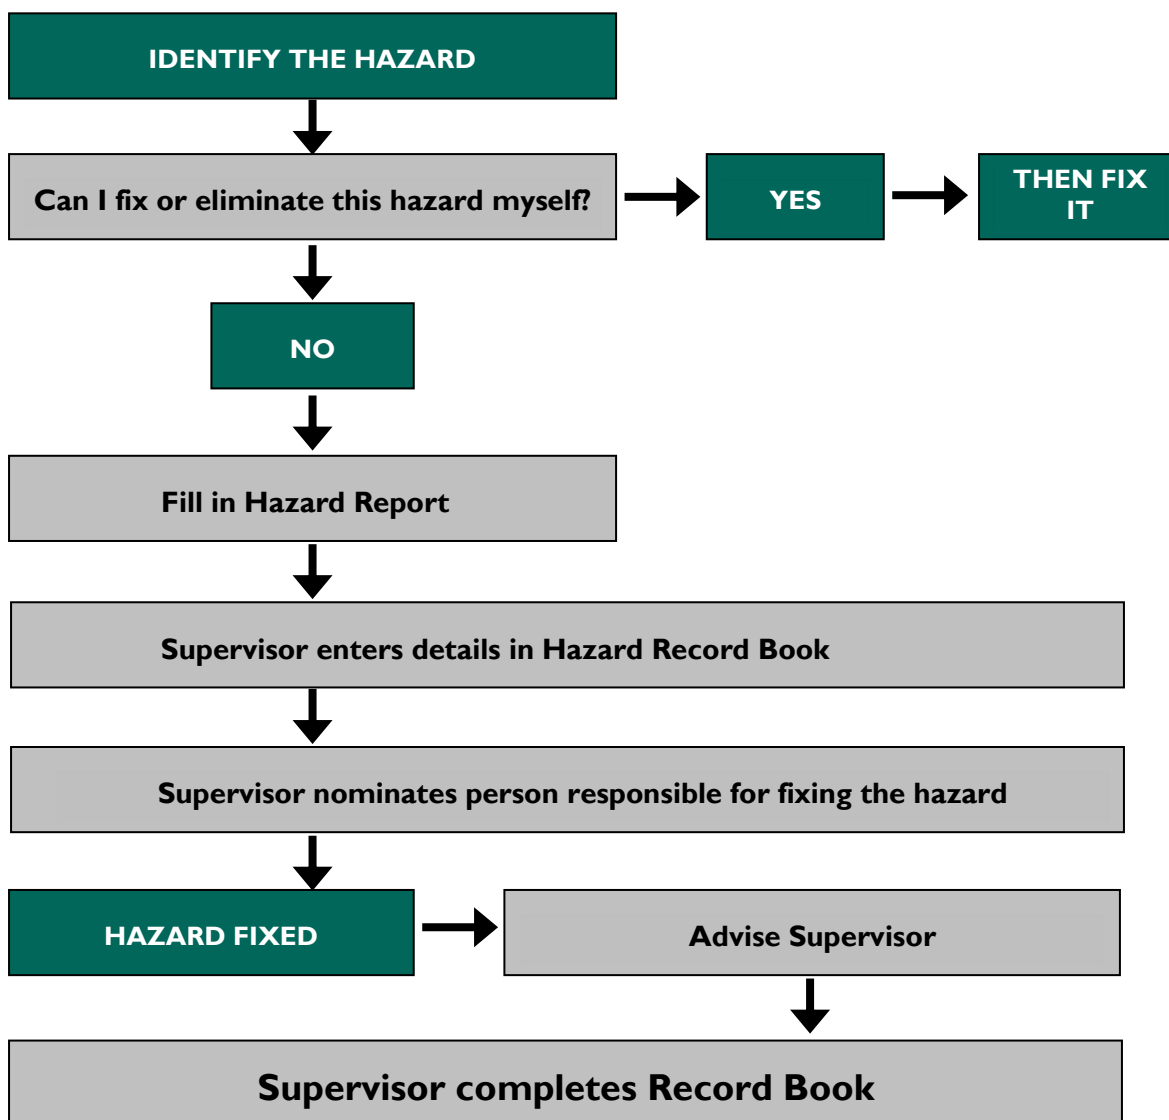 IDENTIFY THE HAZARD
Can I fix or eliminate this hazard myself?
YES
THEN FIX
IT
NO
Fill in Hazard Report
Supervisor enters details in Hazard Record Book
Supervisor nominates person responsible for fixing the hazard
HAZARD FIXED
Advise Supervisor
Supervisor completes Record Book